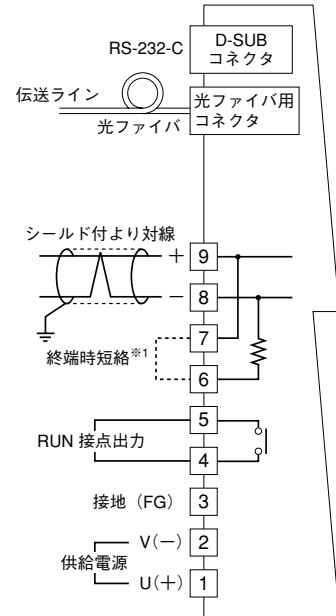 RS-232-C
D-SUB
コネクタ
伝送ライン
光ファイバ
光ファイバ用
コネクタ
シールド付より対線
+ 9
− 8
7
終端時短絡※1
6
5
RUN 接点出力
4
接地（FG） 3
V(−) 2
供給電源
U(+) 1